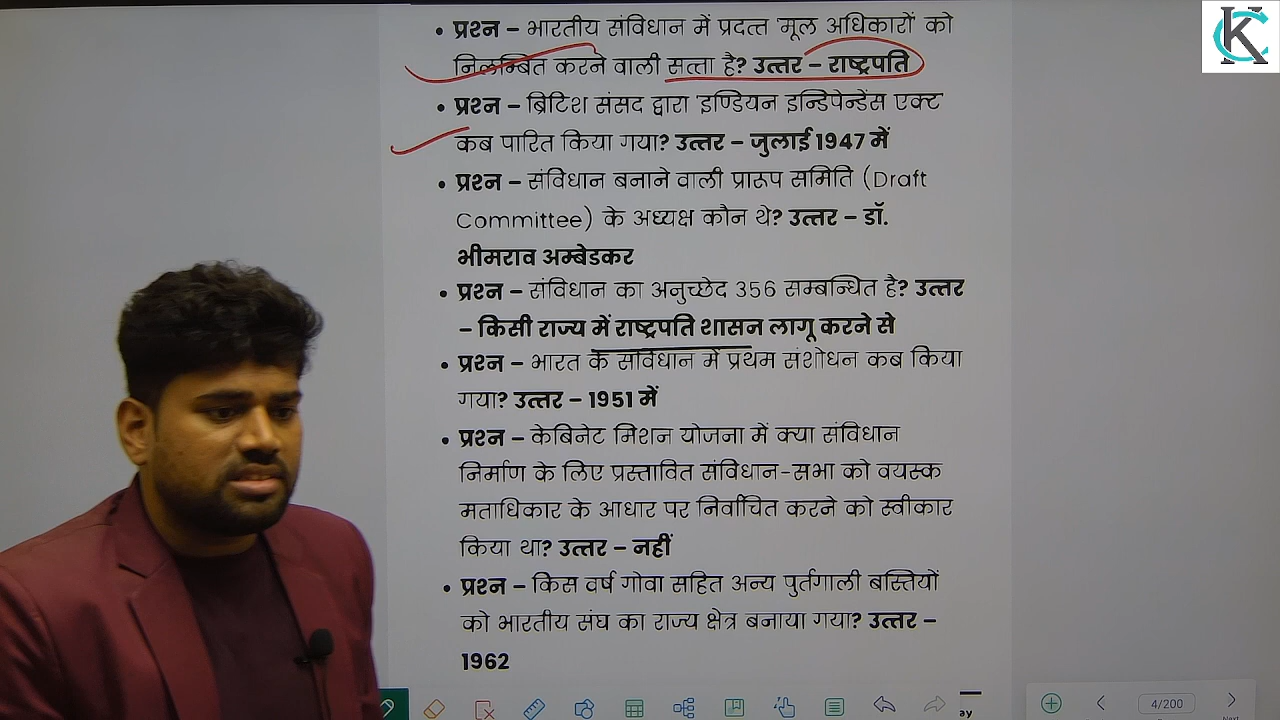 • प्रश्न – भारतीय संविधान में प्रदत्त 'मूल अधिकारों' को
निलम्बित करने वाली सत्ता है? उत्तर – राष्ट्रपति
• प्रश्न – ब्रिटिश संसद द्वारा 'इण्डियन इन्डिपेन्डेंस एक्ट'
कब पारित किया गया? उत्तर – जुलाई 1947 में
• प्रश्न – संविधान बनाने वाली प्रारूप समिति (Draft
Committee) के अध्यक्ष कौन थे? उत्तर – डॉ.
भीमराव अम्बेडकर
• प्रश्न – संविधान का अनुच्छेद 356 सम्बन्धित है? उत्तर
– किसी राज्य में राष्ट्रपति शासन लागू करने से
• प्रश्न – भारत के संविधान में प्रथम संशोधन कब किया
गया? उत्तर – 1951 में
• प्रश्न – केबिनेट मिशन योजना में क्या संविधान
निर्माण के लिए प्रस्तावित संविधान-सभा को वयस्क
मताधिकार के आधार पर निर्वाचित करने को स्वीकार
किया था? उत्तर – नहीं
• प्रश्न – किस वर्ष गोवा सहित अन्य पुर्तगाली बस्तियों
को भारतीय संघ का राज्य क्षेत्र बनाया गया? उत्तर –
1962
KC
ay
4/200
Next